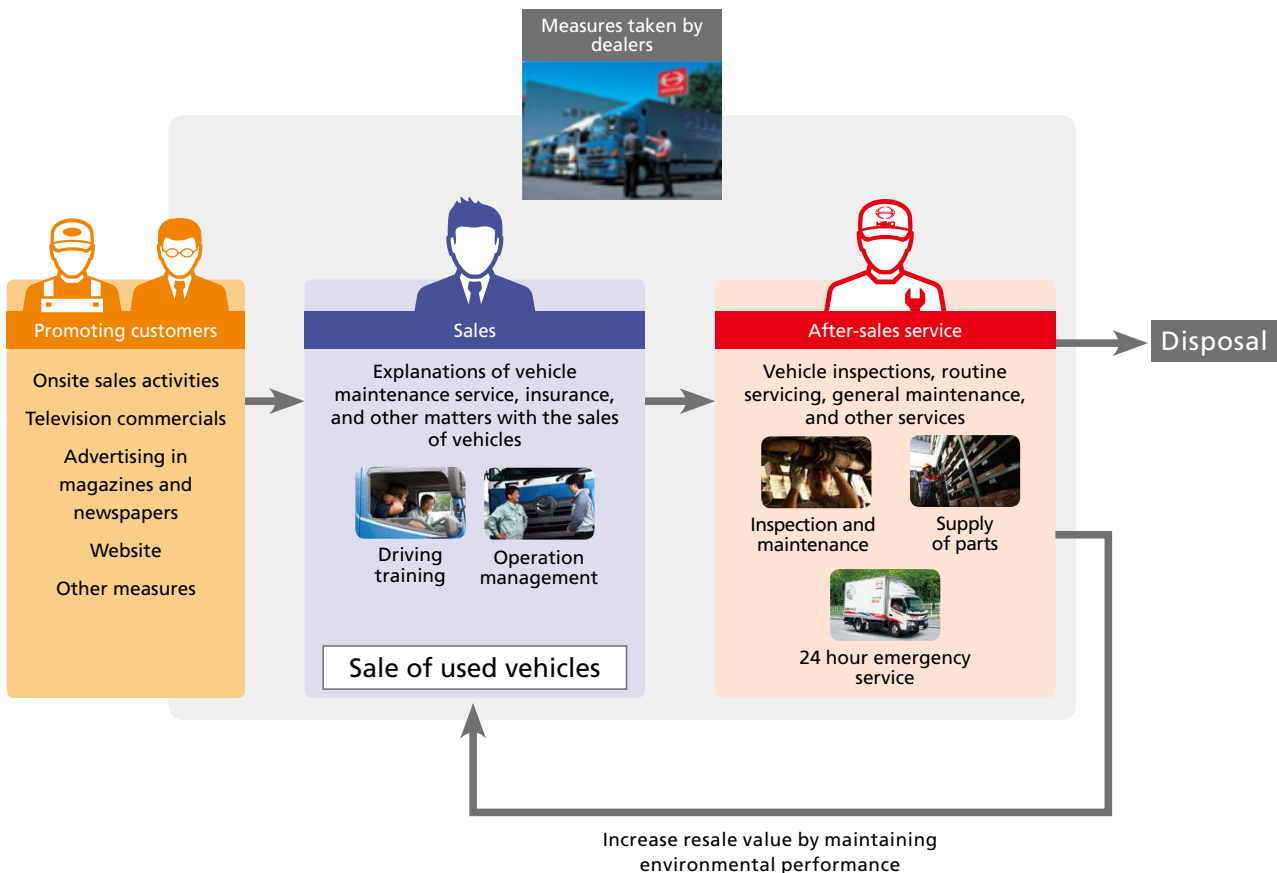 Measures taken by
dealers
Promoting customers
Onsite sales activities
Television commercials
Advertising in
magazines and
newspapers
Website
Other measures
Sales
Explanations of vehicle
maintenance service, insurance,
and other matters with the sales
of vehicles
Driving
training
Operation
management
Sale of used vehicles
HINO
After-sales service
Vehicle inspections, routine
servicing, general maintenance,
and other services
Inspection and
maintenance
Supply
of parts
24 hour emergency
service
Disposal
Increase resale value by maintaining
environmental performance